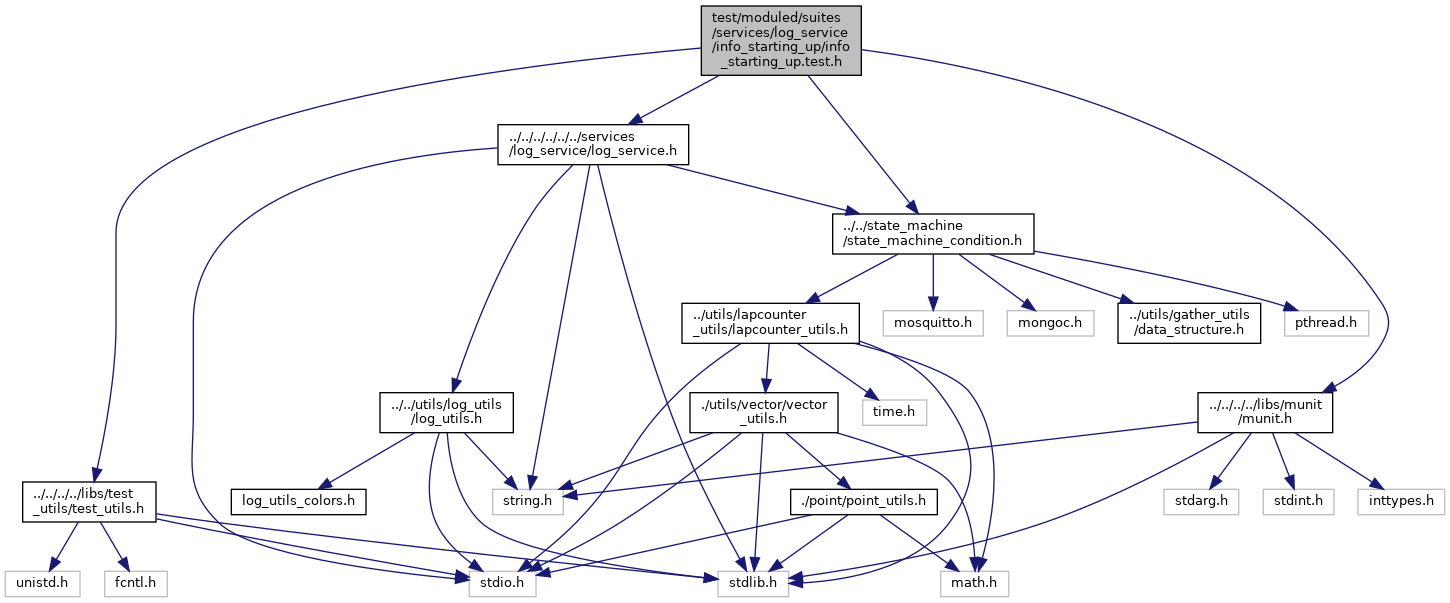 test/moduled/suites
/services/log_service
/info_starting_up/info
_starting_up.test.h
../../../../../../services
/log_service/log_service.h
../../state_machine
/state_machine_condition.h
../utils/lapcounter
_utils/lapcounter_utils.h
mosquitto.h
mongoc.h
../utils/gather_utils
/data_structure.h
pthread.h
../../utils/log_utils
/log_utils.h
./utils/vector/vector
_utils.h
time.h
../../../../libs/munit
/munit.h
../../../../libs/test
_utils/test_utils.h
log_utils_colors.h
string.h
./point/point_utils.h
stdarg.h
stdint.h
inttypes.h
unistd.h
fcntl.h
stdio.h
stdlib.h
math.h